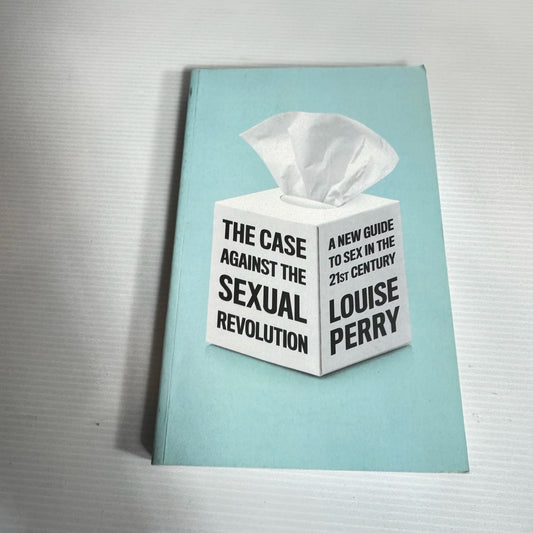 THE CASE
AGAINST THE
SEXUAL
REVOLUTION
A NEW GUIDE
TO SEX IN THE
21ST CENTURY
LOUISE
PERRY